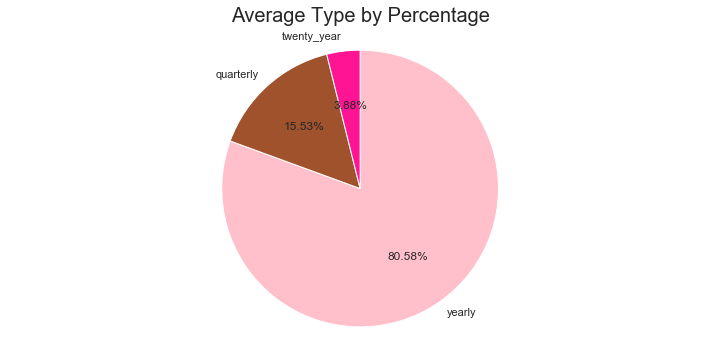 Average Type by Percentage
twenty_year
quarterly
3.88%
15.53%
80.58%
yearly